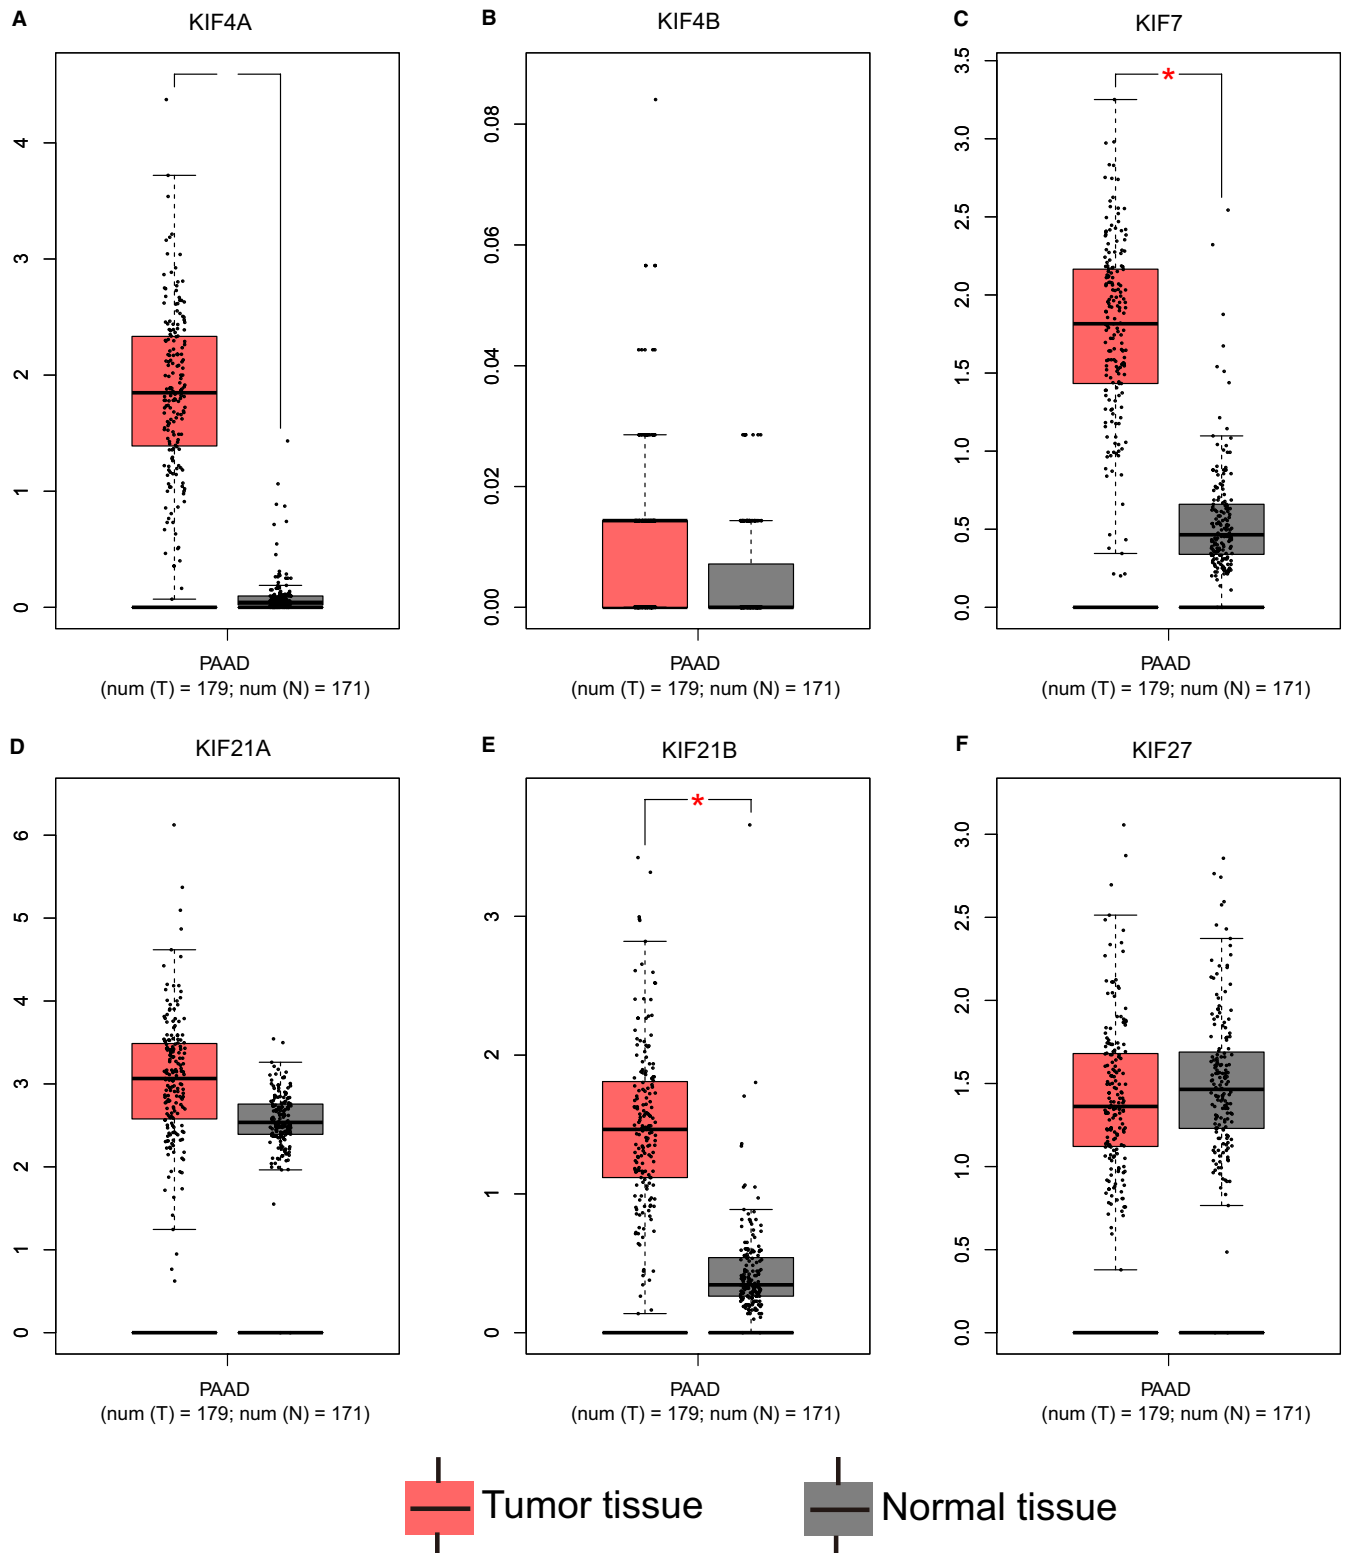 A
KIF4A
0
1
2
3
4
PAAD
(num (T) = 179; num (N) = 171)
B
KIF4B
0.00
0.02
0.04
0.06
0.08
PAAD
(num (T) = 179; num (N) = 171)
C
KIF7
0.0
0.5
1.0
1.5
2.0
2.5
3.0
3.5
*
PAAD
(num (T) = 179; num (N) = 171)
D
KIF21A
0
1
2
3
4
5
6
PAAD
(num (T) = 179; num (N) = 171)
E
KIF21B
0
1
2
3
*
PAAD
(num (T) = 179; num (N) = 171)
F
KIF27
0.0
0.5
1.0
1.5
2.0
2.5
3.0
PAAD
(num (T) = 179; num (N) = 171)
Tumor tissue
Normal tissue